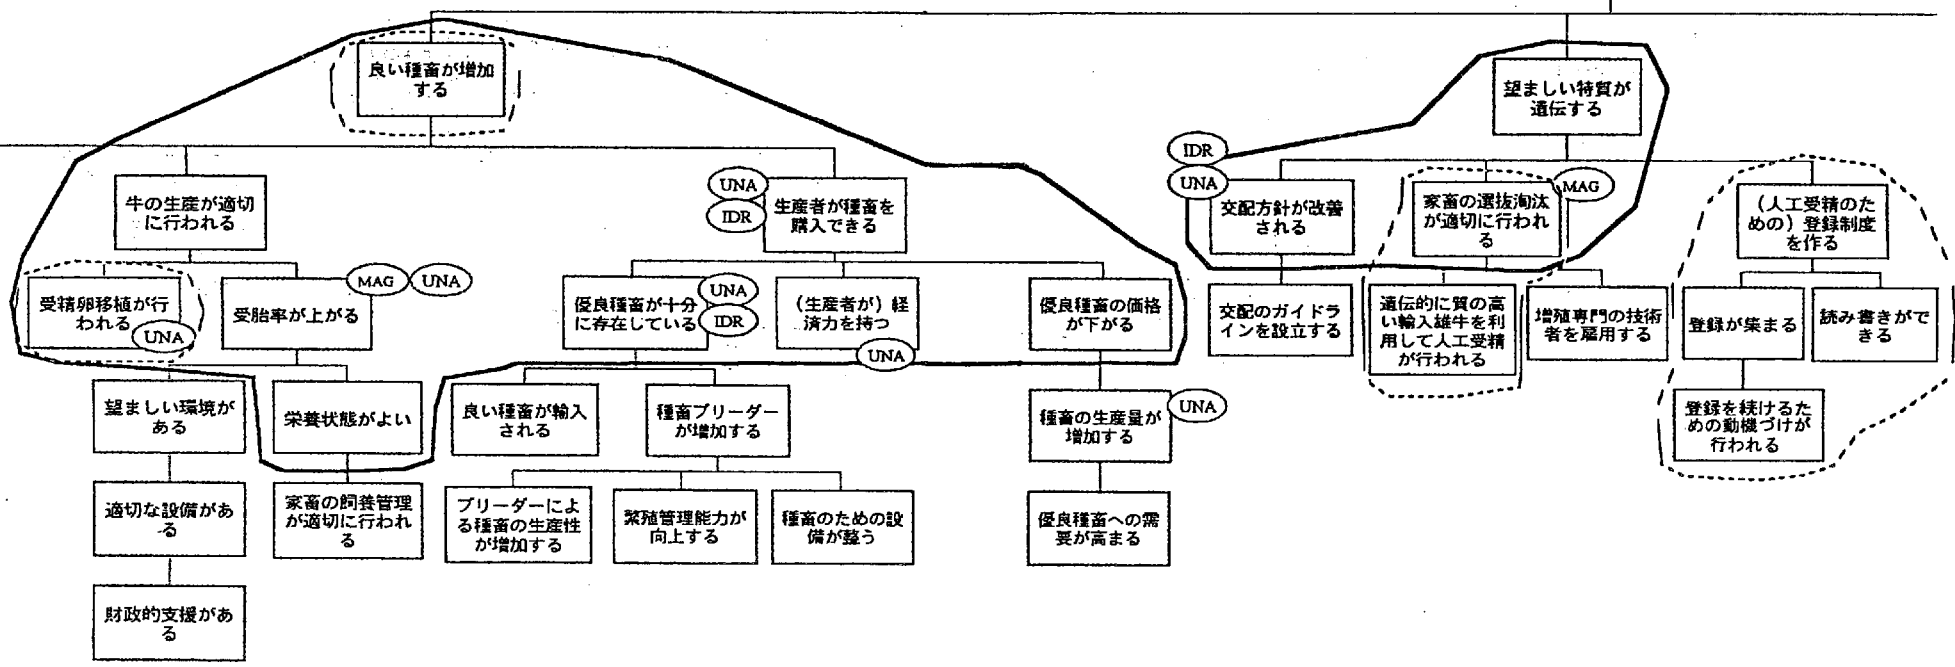 良い種畜が増加
する
望ましい特質が
遺伝する
牛の生産が適切
に行われる
UNA
IDR
生産者が種畜を
購入できる
IDR
UNA
交配方針が改善
される
家畜の選抜淘汰
が適切に行われ
る
MAG
(人工受精のた
めの)登録制度
を作る
受精卵移植が行
われる
UNA
受胎率が上がる
MAG
UNA
優良種畜が十分
に存在している
UNA
IDR
(生産者が)経
済力を持つ
UNA
優良種畜の価格
が下がる
交配のガイドラ
インを設立する
遺伝的に質の高
い輸入雄牛を利
用して人工受精
が行われる
増殖専門の技術
者を雇用する
登録が集まる
読み書きがで
きる
望ましい環境が
ある
栄養状態がよい
良い種畜が輸入
される
種畜ブリーダー
が増加する
種畜の生産量が
増加する
UNA
登録を続けるた
めの動機づけが
行われる
適切な設備があ
る
家畜の飼養管理
が適切に行われ
る
ブリーダーによ
る種畜の生産性
が増加する
繁殖管理能力が
向上する
種畜のための設
備が整う
優良種畜への需
要が高まる
財政的支援があ
る